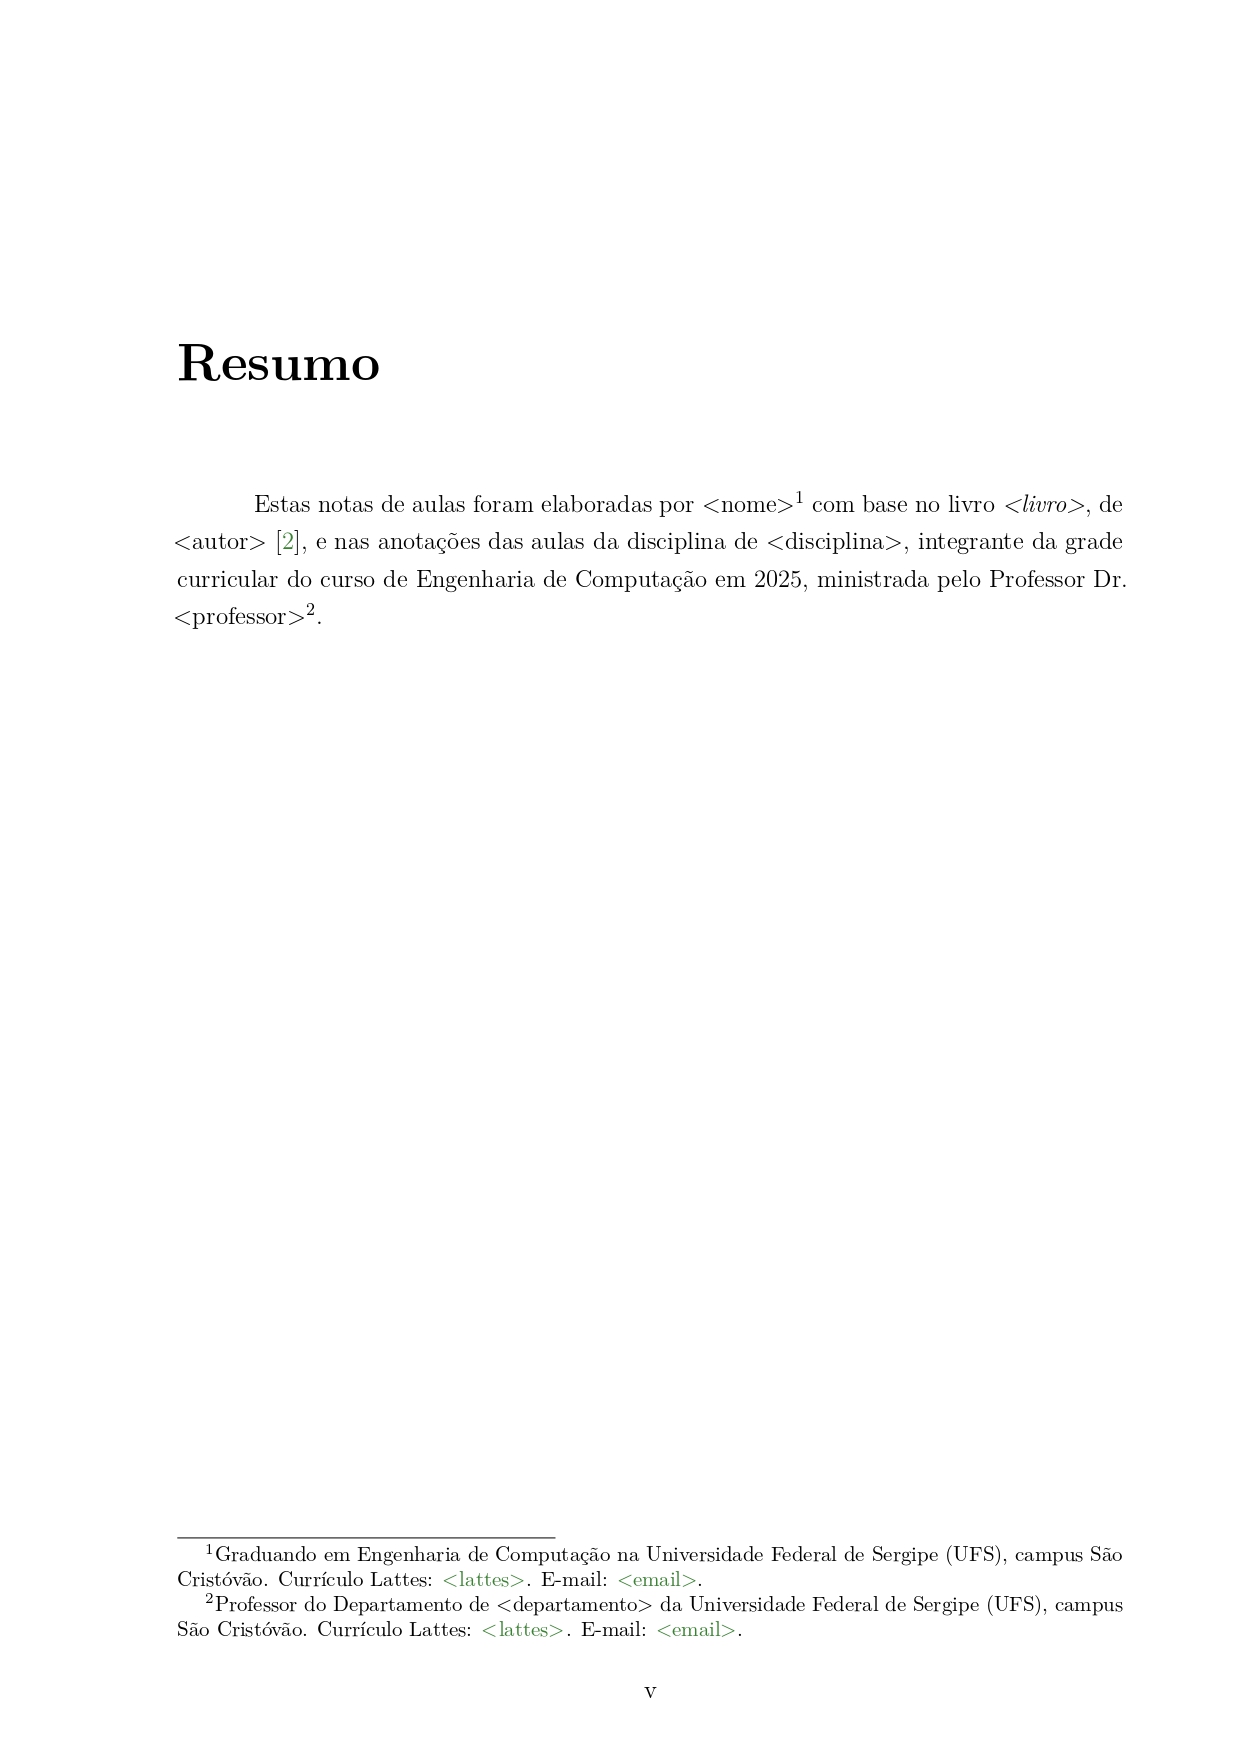 Resumo
Estas notas de aulas foram elaboradas por <nome>1 com base no livro <livro>, de
<autor> [2], e nas anotações das aulas da disciplina de <disciplina>, integrante da grade
curricular do curso de Engenharia de Computação em 2025, ministrada pelo Professor Dr.
<professor>2.
1Graduando em Engenharia de Computação na Universidade Federal de Sergipe (UFS), campus São
Cristóvão. Currículo Lattes: <lattes>. E-mail: <email>.
2Professor do Departamento de <departamento> da Universidade Federal de Sergipe (UFS), campus
São Cristóvão. Currículo Lattes: <lattes>. E-mail: <email>.
v